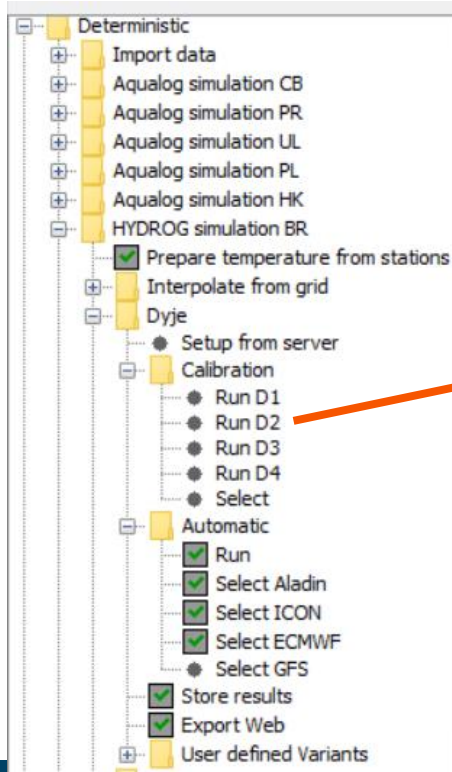 Deterministic
Import data
Aqualog simulation CB
Aqualog simulation PR
Aqualog simulation UL
Aqualog simulation PL
Aqualog simulation HK
HYDROG simulation BR
Prepare temperature from stations
Interpolate from grid
Dyje
Setup from server
Calibration
Run D1
Run D2
Run D3
Run D4
Select
Automatic
Run
Select Aladin
Select ICON
Select ECMWF
Select GFS
Store results
Export Web
User defined Variants